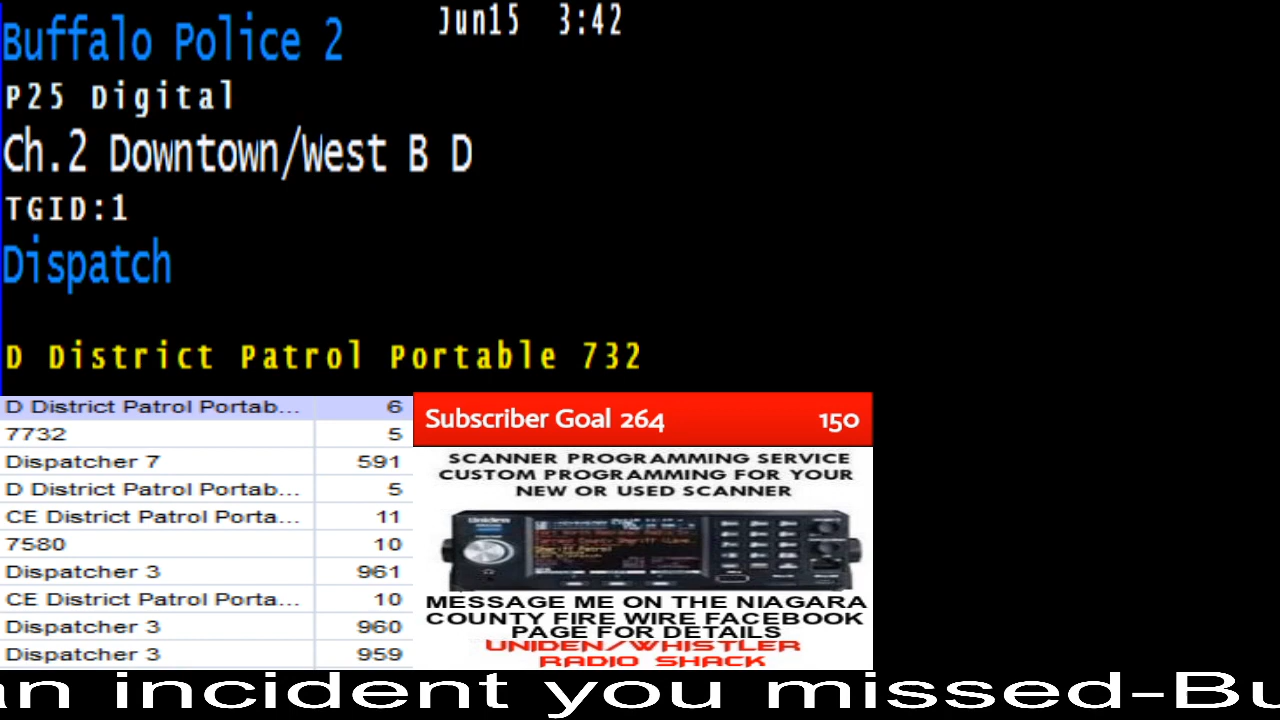 Buffalo Police 2
Jun15 3:42
P25 Digital
Ch.2 Downtown/West B D
TGID:1
Dispatch
D District Patrol Portable 732
D District Patrol Portab... 6
7732 5
Dispatcher 7 591
D District Patrol Portab... 5
CE District Patrol Porta... 11
7580 10
Dispatcher 3 961
CE District Patrol Porta... 10
Dispatcher 3 960
Dispatcher 3 959
Subscriber Goal 264 150
SCANNER PROGRAMMING SERVICE
CUSTOM PROGRAMMING FOR YOUR
NEW OR USED SCANNER
Uniden
MESSAGE ME ON THE NIAGARA
COUNTY FIRE WIRE FACEBOOK
PAGE FOR DETAILS
UNIDEN/WHISTLER
RADIO SHACK
an incident you missed-Bu